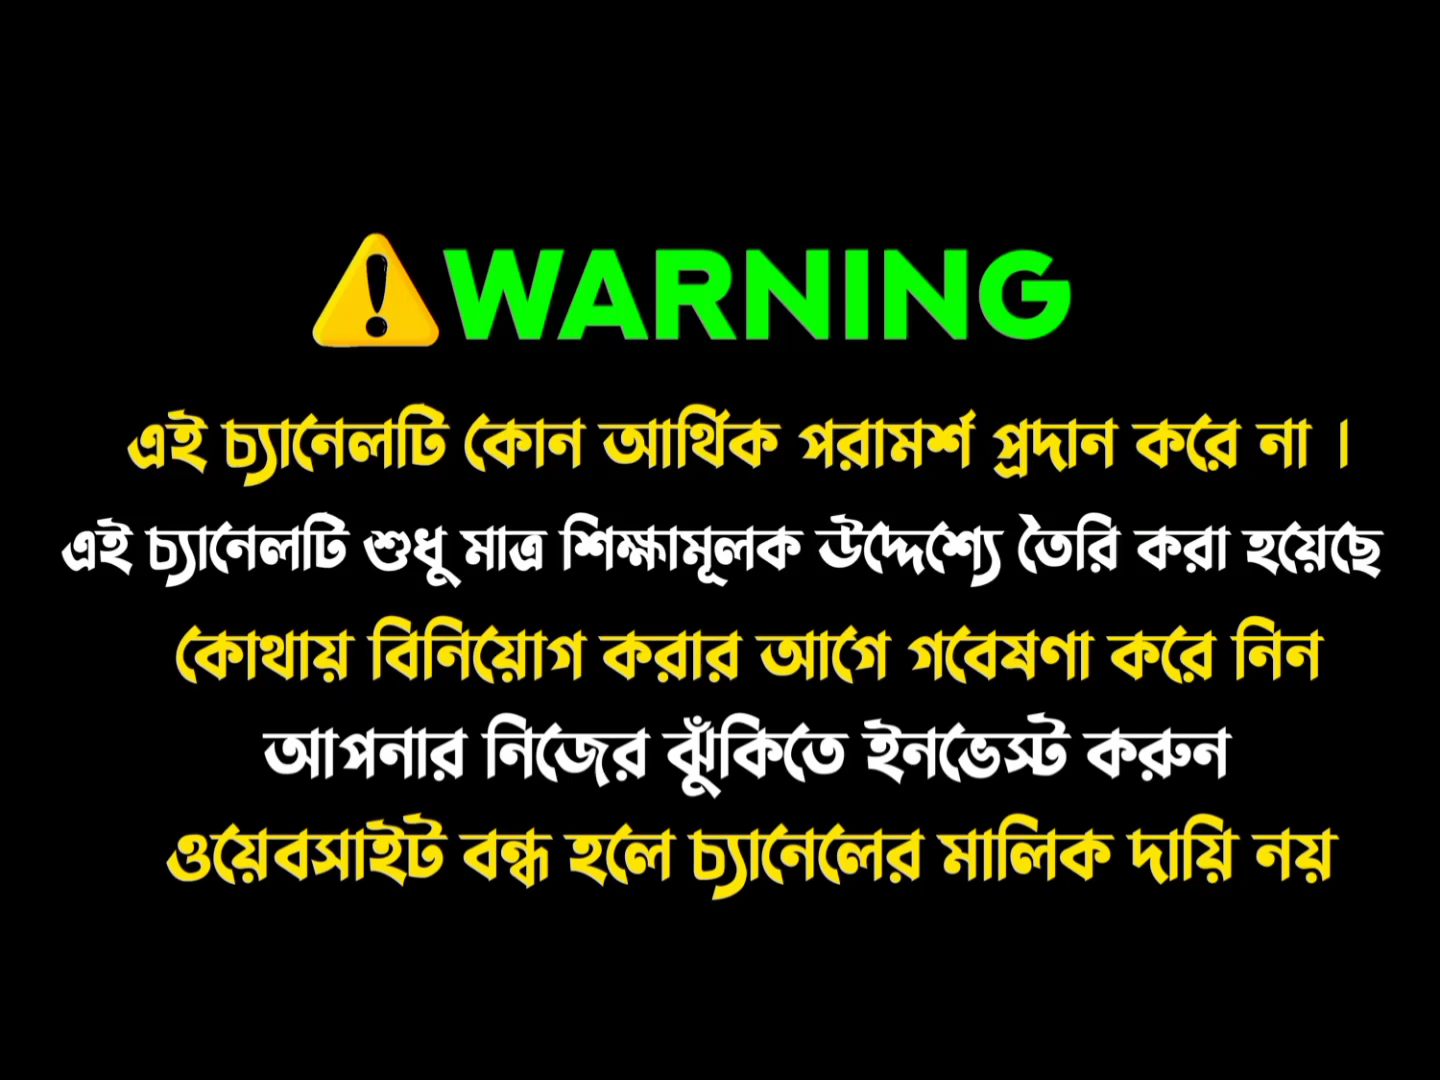 ⚠️WARNING
এই চ্যানেলটি কোন আর্থিক পরামর্শ প্রদান করে না ।
এই চ্যানেলটি শুধু মাত্র শিক্ষামূলক উদ্দেশ্যে তৈরি করা হয়েছে
কোথায় বিনিয়োগ করার আগে গবেষণা করে নিন
আপনার নিজের ঝুঁকিতে ইনভেস্ট করুন
ওয়েবসাইট বন্ধ হলে চ্যানেলের মালিক দায়ি নয়